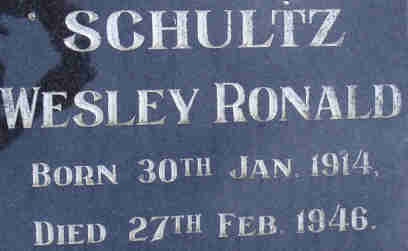 SCHULTZ
WESLEY RONALD
BORN 30TH JAN. 1914,
DIED 27TH FEB. 1946.